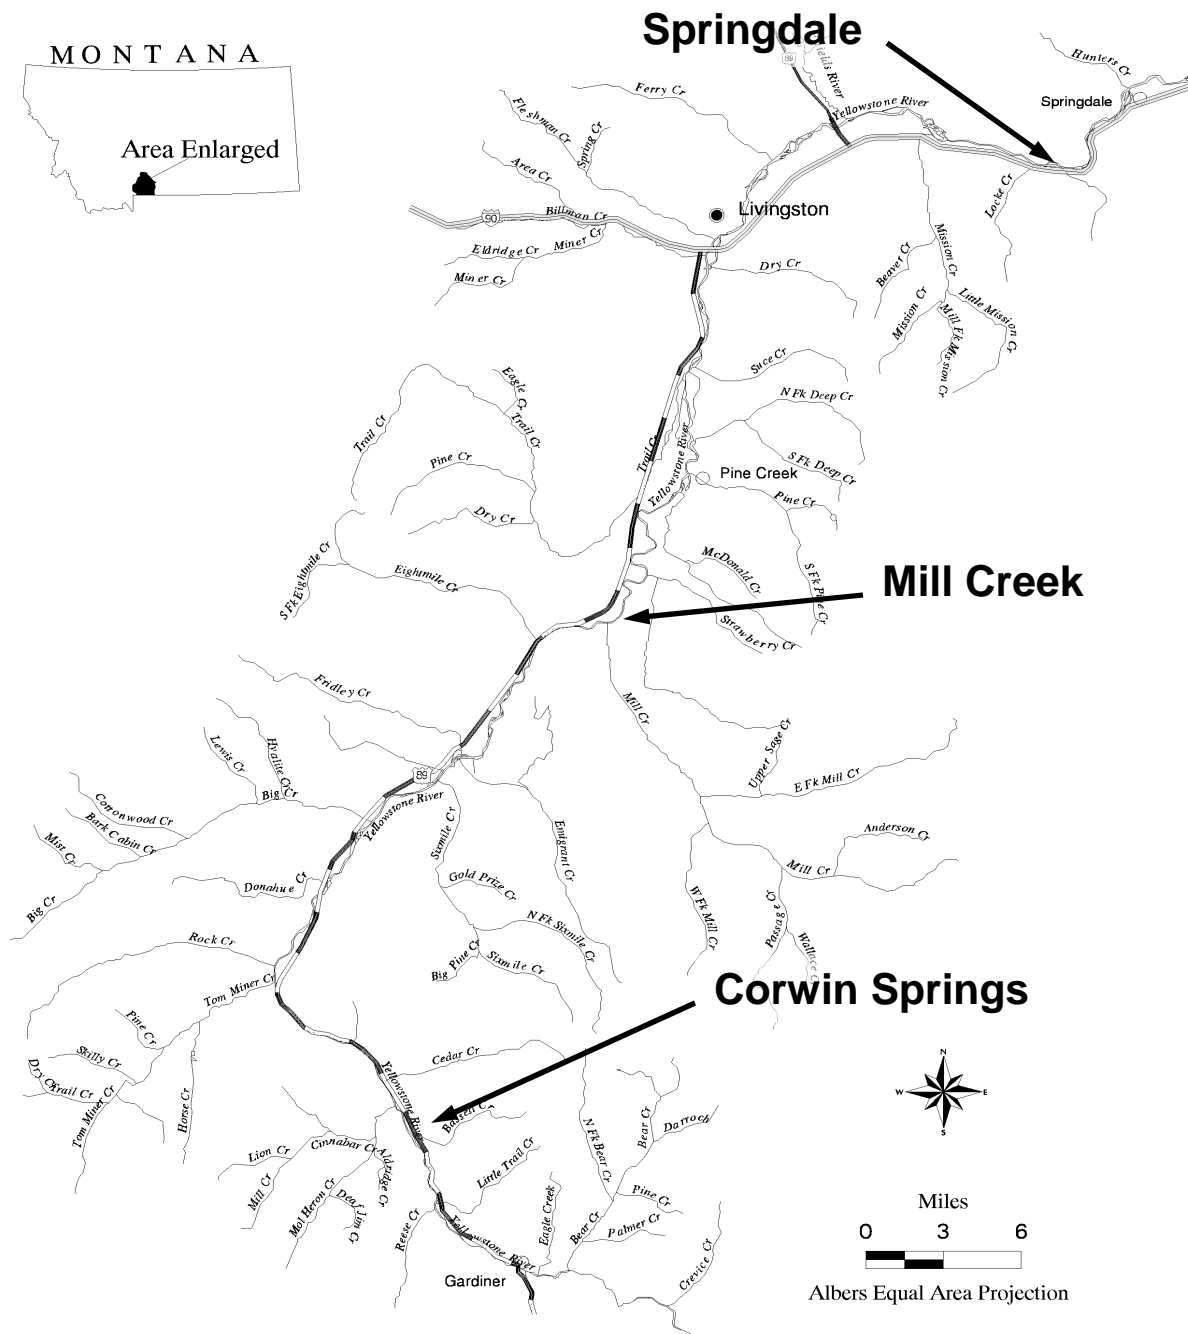 Springdale
MONTANA
Area Enlarged
89
Hunters Cr
Springdale
Ferry Cr
Yellowstone River
Fleshman Cr
Spring Cr
Area Cr
Locke Cr
90
Billman Cr
Livingston
Eldridge Cr
Miner Cr
Miner Cr
Dry Cr
Beaver Cr
Mission Cr
Mission Cr
Little Mission Cr
Mill Fk Mission Cr
Suce Cr
Eagle Cr
N Fk Deep Cr
Trail Cr
Trail Cr
Trail Cr
Yellowstone River
Pine Cr
S Fk Deep Cr
Pine Creek
Pine Cr
Dry Cr
S Fk Eightmile Cr
Eightmile Cr
McDonald Cr
S Fk Pine Cr
Mill Creek
Strawberry Cr
Fridley Cr
Mill Cr
Lewis Cr
Hyalite Cr
Upper Sage Cr
E Fk Mill Cr
89
Big Cr
Yellowstone River
Cottonwood Cr
Bark Cabin Cr
Mist Cr
Sixmile Cr
Emigrant Cr
Anderson Cr
Mill Cr
Donahue Cr
Gold Prize Cr
Big Cr
W Fk Mill Cr
Passage Cr
Wallace C
N Fk Sixmile Cr
Rock Cr
Big Pine Cr
Sixmile Cr
Tom Miner Cr
Corwin Springs
Pine Cr
Skilly Cr
Dry Cr
Trail Cr
Tom Miner Cr
Horse Cr
Cedar Cr
Yellowstone River
Bassett Cr
N Fk Bear Cr
Bear Cr
Darroch
N
W
E
S
Lion Cr
Cinnabar Cr
Aldridge Cr
Little Trail Cr
Mill Cr
Mol Heron Cr
Deaf Jim Cr
Reese Cr
Eagle Creek
Pine Cr
Bear Cr
Palmer Cr
Crevice Cr
Yellowstone River
Gardiner
Miles
0 3 6
Albers Equal Area Projection